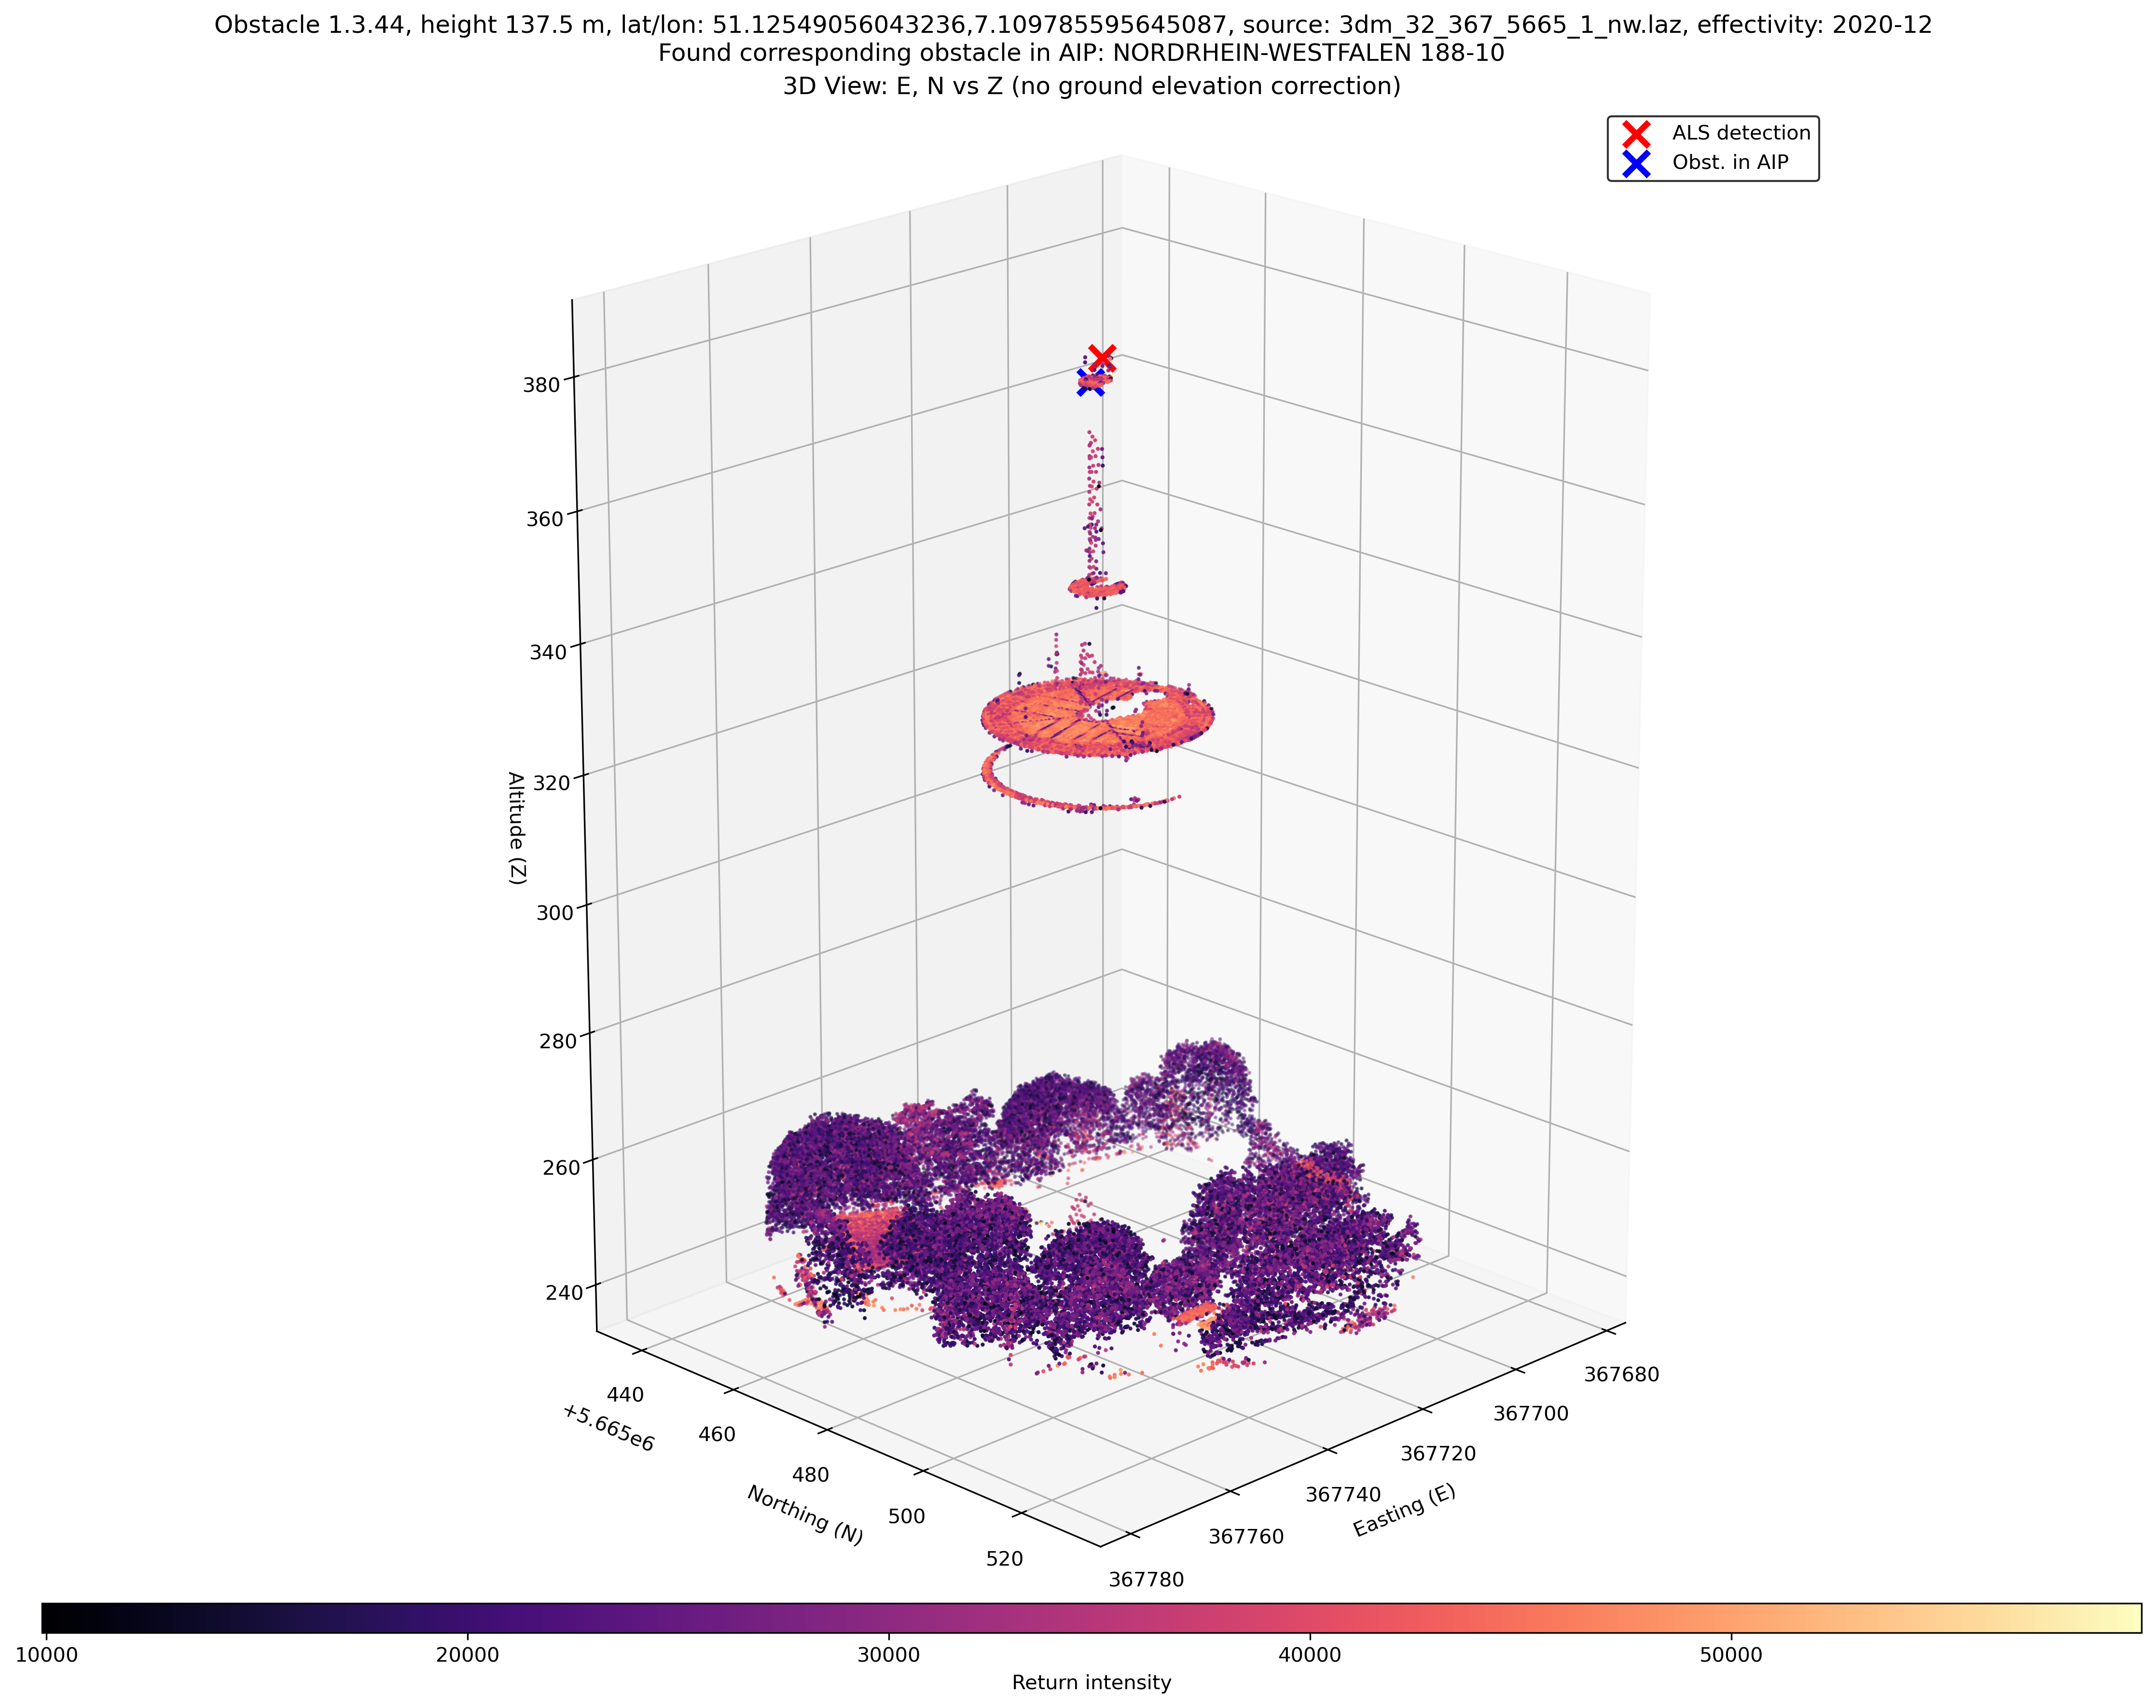 Obstacle 1.3.44, height 137.5 m, lat/lon: 51.12549056043236,7.109785595645087, source: 3dm_32_367_5665_1_nw.laz, effectivity: 2020-12
Found corresponding obstacle in AIP: NORDRHEIN-WESTFALEN 188-10
3D View: E, N vs Z (no ground elevation correction)
ALS detection
Obst. in AIP
380
360
340
320
300
280
260
240
Altitude (Z)
440
460
480
500
520
+5.665e6
Northing (N)
367680
367700
367720
367740
367760
367780
Easting (E)
10000
20000
30000
40000
50000
Return intensity